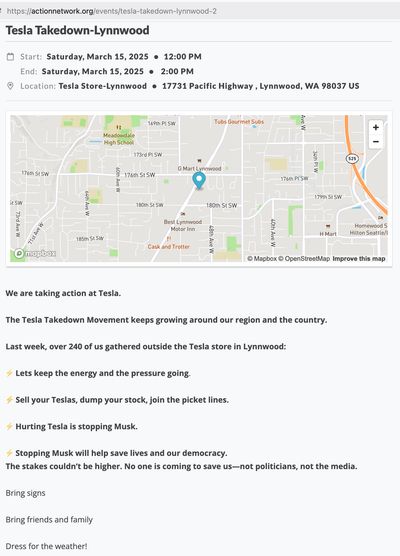 https://actionnetwork.org/events/tesla-takedown-lynnwood-2
Tesla Takedown-Lynnwood
Start: Saturday, March 15, 2025 • 12:00 PM
End: Saturday, March 15, 2025 • 2:00 PM
Location: Tesla Store-Lynnwood • 17731 Pacific Highway , Lynnwood, WA 98037 US
169th Pl SW
Tubs Gourmet Subs
Meadowdale
High School
+
−
173rd Pl SW
525
G Mart Lynnwood
176th St SW
176th St SW
176th St SW
60th Ave W
34th Pl W
64th Ave W
179th St SW
180th St SW
180th St SW
73rd Ave W
71st Ave W
Best Lynnwood
Motor Inn
185th St SW
48th Ave W
40th Ave W
H Mart
Homewood S
Hilton Seattle/
Cask and Trotter
mapbox
© Mapbox © OpenStreetMap Improve this map
We are taking action at Tesla.
The Tesla Takedown Movement keeps growing around our region and the country.
Last week, over 240 of us gathered outside the Tesla store in Lynnwood:
⚡ Lets keep the energy and the pressure going.
⚡ Sell your Teslas, dump your stock, join the picket lines.
⚡ Hurting Tesla is stopping Musk.
⚡ Stopping Musk will help save lives and our democracy.
The stakes couldn't be higher. No one is coming to save us—not politicians, not the media.
Bring signs
Bring friends and family
Dress for the weather!